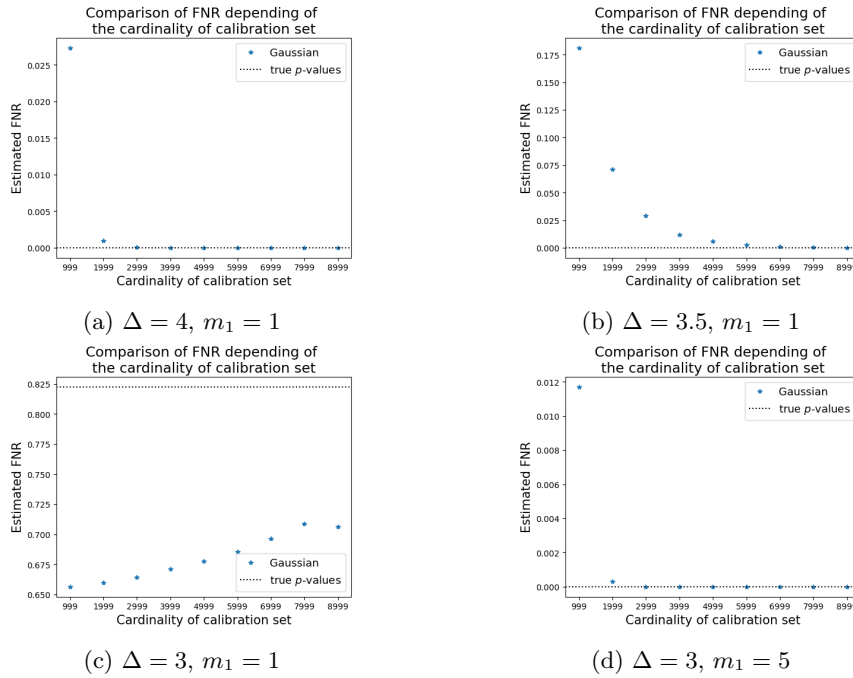 Comparison of FNR depending of
the cardinality of calibration set
Estimated FNR
0.025
0.020
0.015
0.010
0.005
0.000
Gaussian
true p-values
999 1999 2999 3999 4999 5999 6999 7999 8999
Cardinality of calibration set
(a) Δ = 4, m₁ = 1
Comparison of FNR depending of
the cardinality of calibration set
Estimated FNR
0.175
0.150
0.125
0.100
0.075
0.050
0.025
0.000
Gaussian
true p-values
999 1999 2999 3999 4999 5999 6999 7999 8999
Cardinality of calibration set
(b) Δ = 3.5, m₁ = 1
Comparison of FNR depending of
the cardinality of calibration set
Estimated FNR
0.825
0.800
0.775
0.750
0.725
0.700
0.675
0.650
Gaussian
true p-values
999 1999 2999 3999 4999 5999 6999 7999 8999
Cardinality of calibration set
(c) Δ = 3, m₁ = 1
Comparison of FNR depending of
the cardinality of calibration set
Estimated FNR
0.012
0.010
0.008
0.006
0.004
0.002
0.000
Gaussian
true p-values
999 1999 2999 3999 4999 5999 6999 7999 8999
Cardinality of calibration set
(d) Δ = 3, m₁ = 5